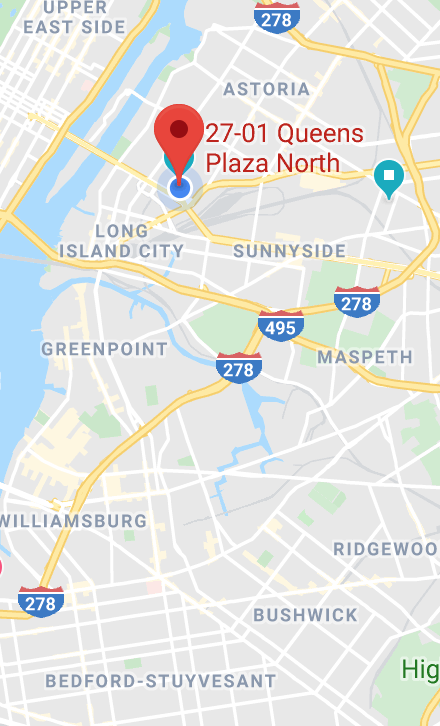 UPPER
EAST SIDE
278
ASTORIA
27-01 Queens
Plaza North
LONG
ISLAND CITY
SUNNYSIDE
278
495
GREENPOINT
MASPETH
278
WILLIAMSBURG
RIDGEWOO
278
BUSHWICK
Hig
BEDFORD-STUYVESANT